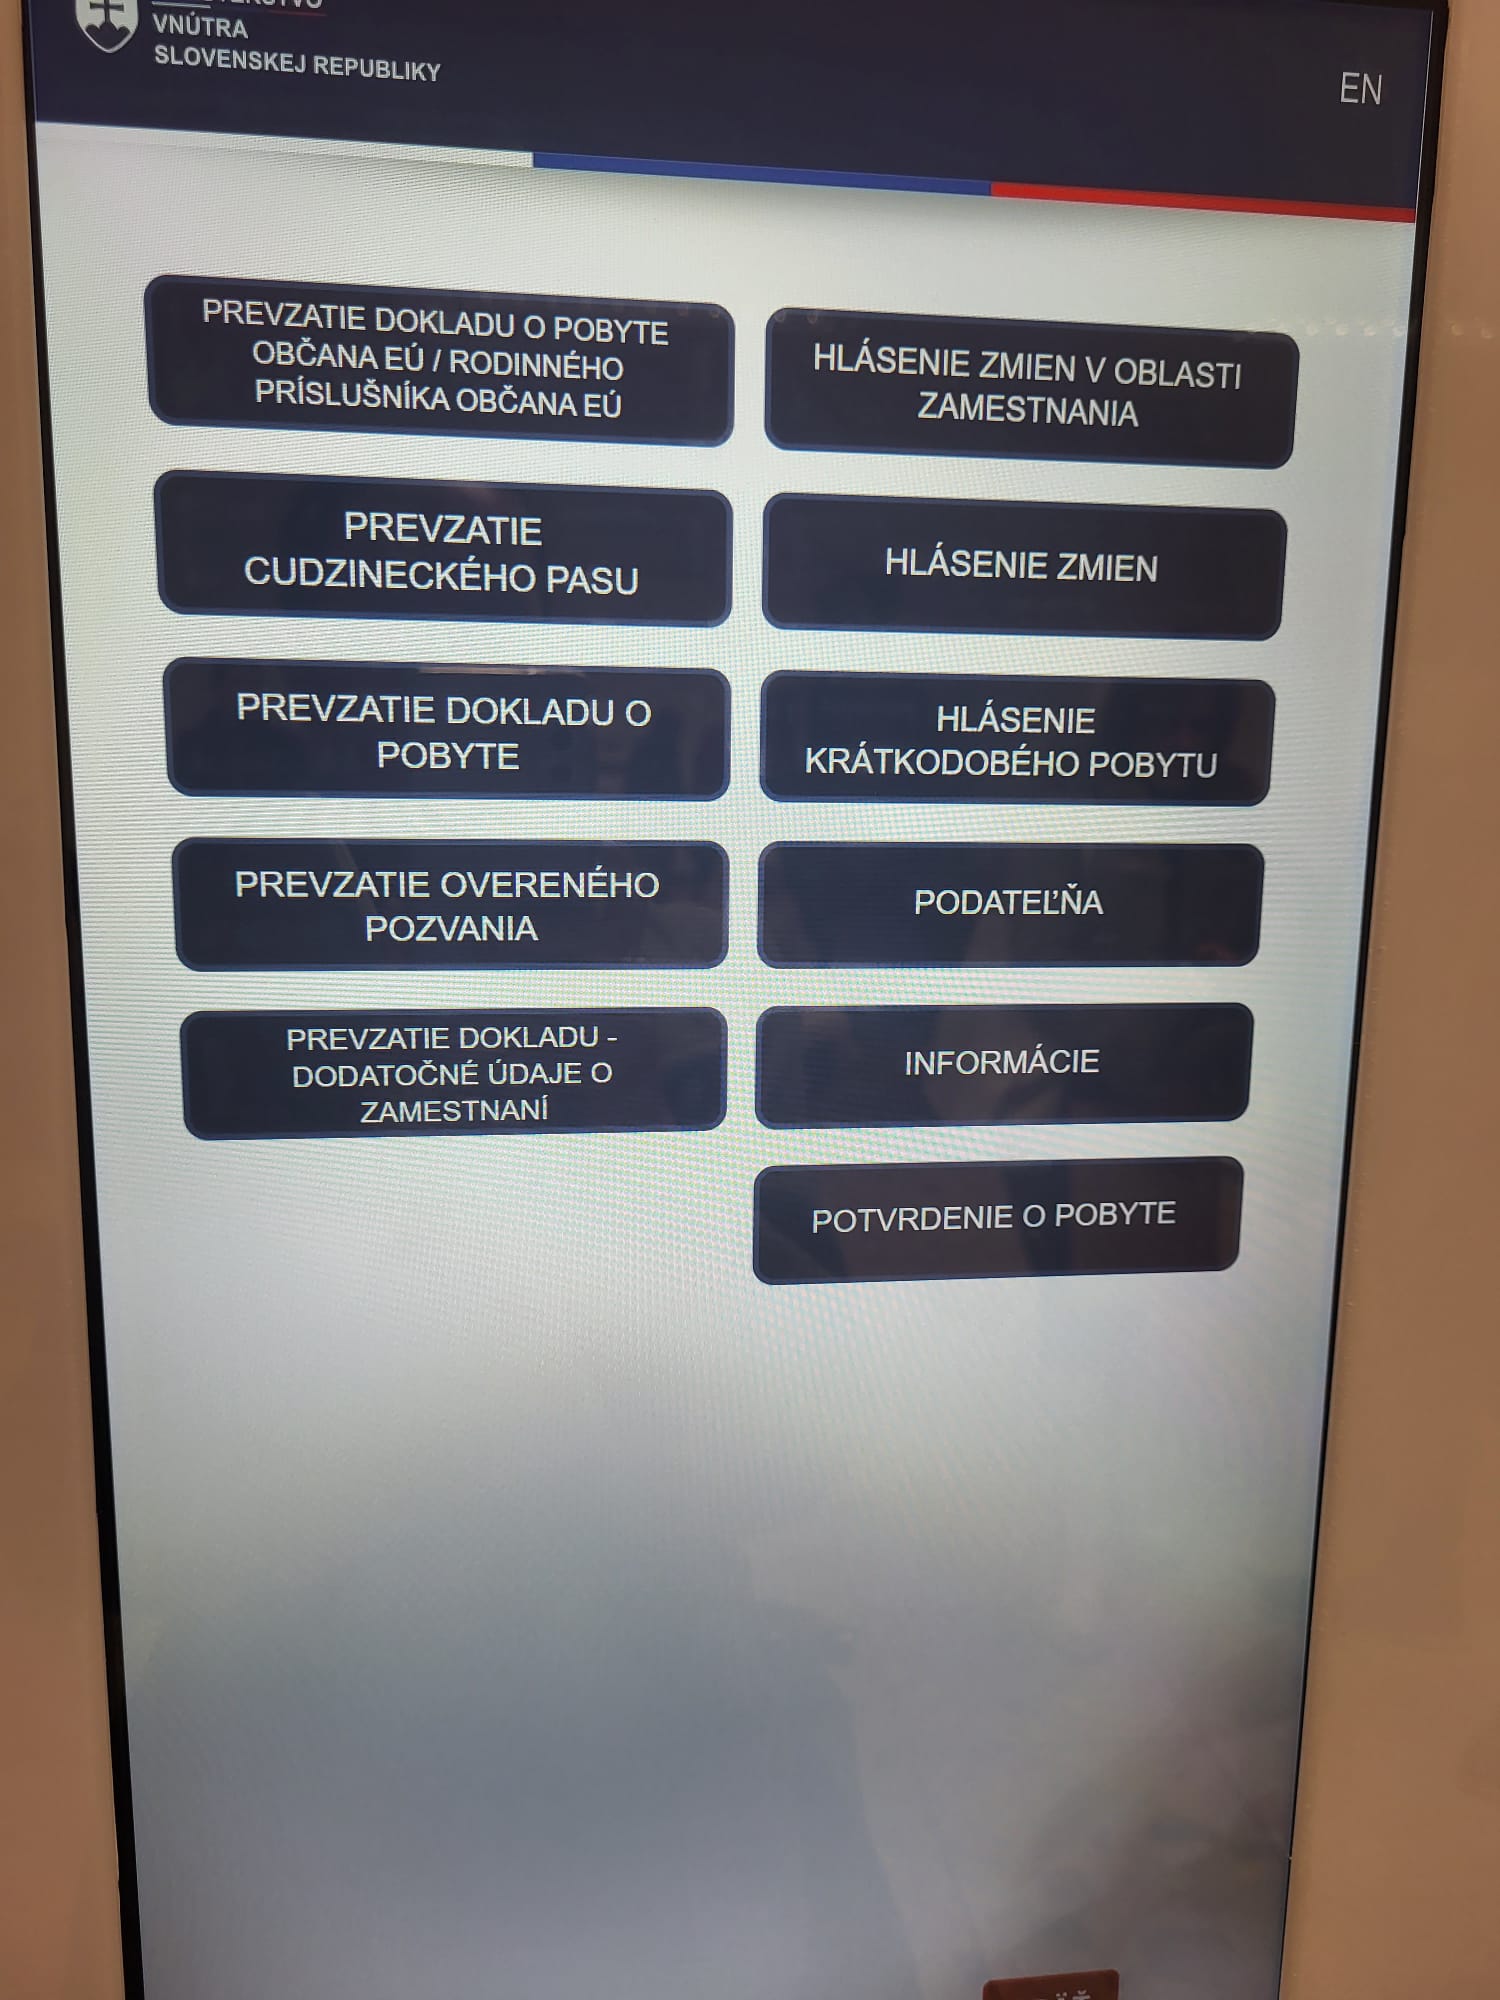 VNÚTRA
SLOVENSKEJ REPUBLIKY
EN
PREVZATIE DOKLADU O POBYTE
OBČANA EÚ / RODINNÉHO
PRÍSLUŠNÍKA OBČANA EÚ
HLÁSENIE ZMIEN V OBLASTI
ZAMESTNANIA
PREVZATIE
CUDZINECKÉHO PASU
HLÁSENIE ZMIEN
PREVZATIE DOKLADU O
POBYTE
HLÁSENIE
KRÁTKODOBÉHO POBYTU
PREVZATIE OVERENÉHO
POZVANIA
PODATEĽŇA
PREVZATIE DOKLADU -
DODATOČNÉ ÚDAJE O
ZAMESTNANÍ
INFORMÁCIE
POTVRDENIE O POBYTE